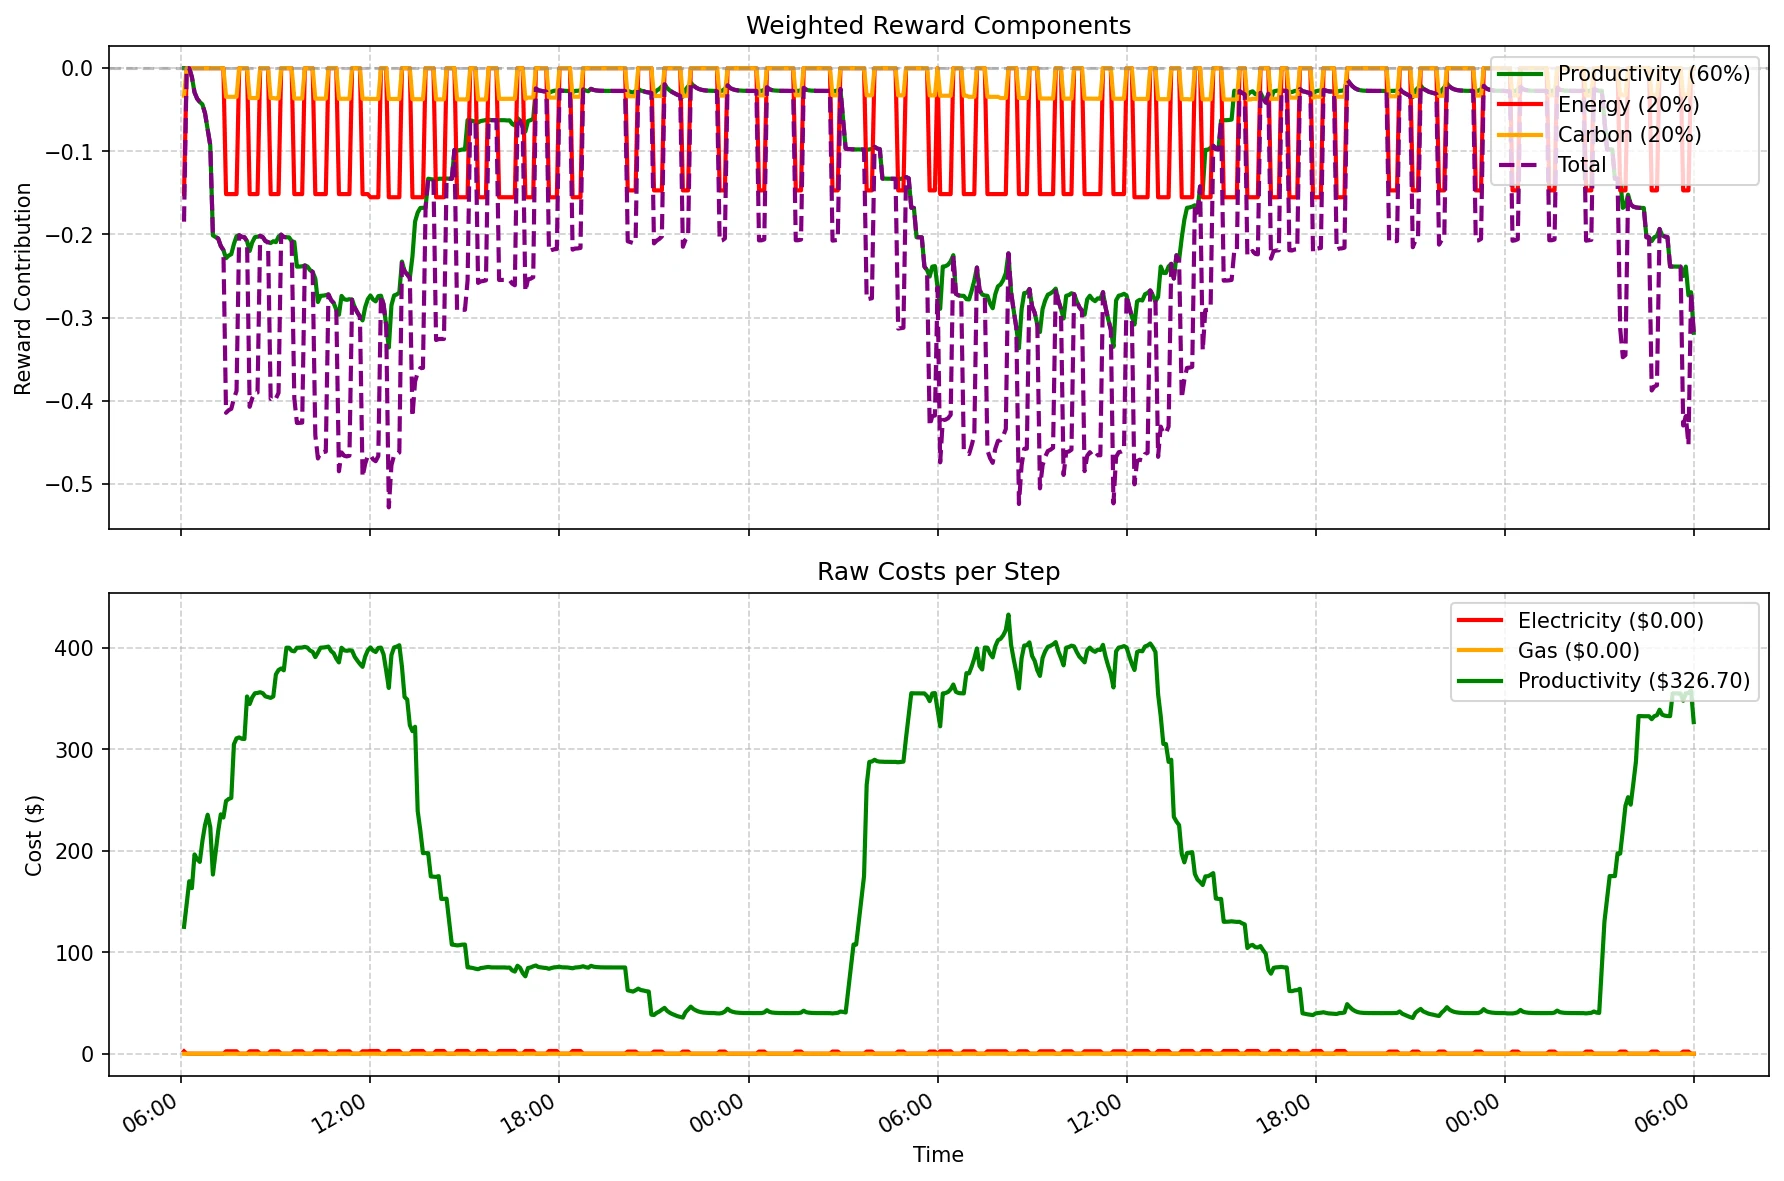 Weighted Reward Components
0.0
−0.1
−0.2
−0.3
−0.4
−0.5
Reward Contribution
Productivity (60%)
Energy (20%)
Carbon (20%)
Total
Raw Costs per Step
400
300
200
100
0
Cost ($)
Electricity ($0.00)
Gas ($0.00)
Productivity ($326.70)
06:00
12:00
18:00
00:00
06:00
12:00
18:00
00:00
06:00
Time